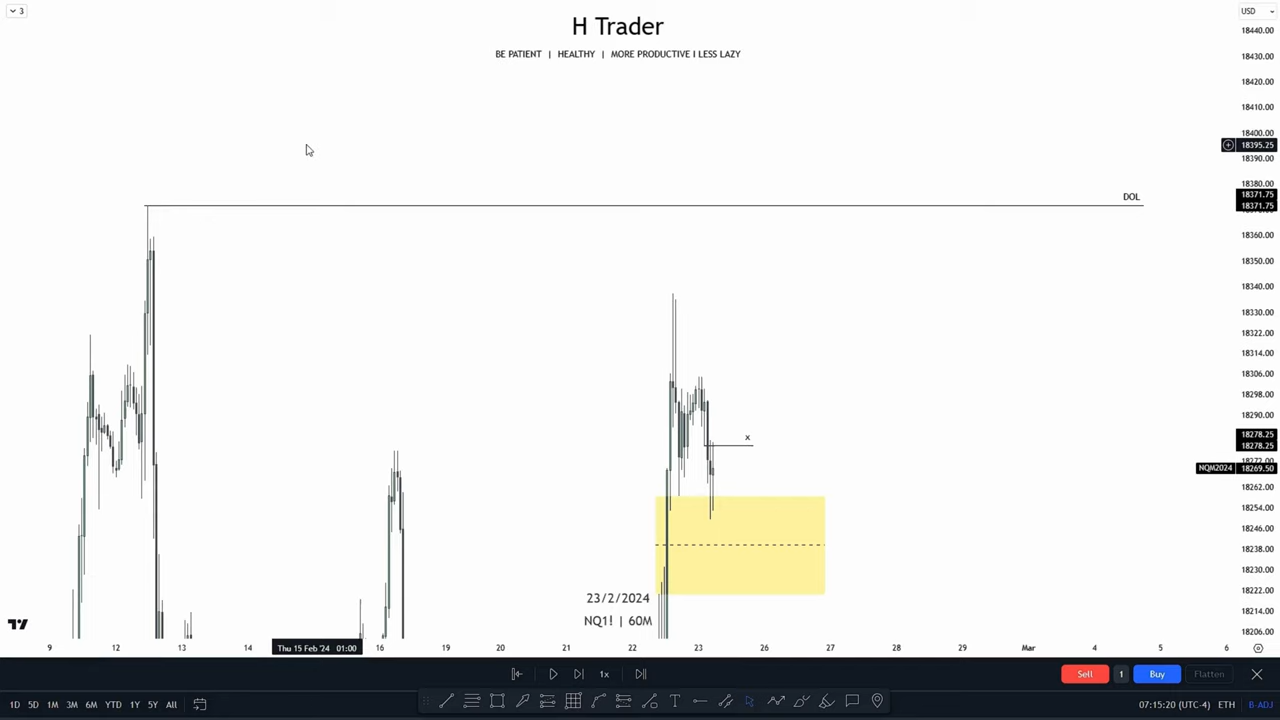 3
H Trader
USD
BE PATIENT | HEALTHY | MORE PRODUCTIVE I LESS LAZY
18440.00
18430.00
18420.00
18410.00
18400.00
18395.25
18390.00
18380.00
DOL
18371.75
18371.75
18360.00
18350.00
18340.00
18330.00
18322.00
18314.00
18306.00
18298.00
18290.00
x
18278.25
18278.25
18272.00
NQM2024 18269.50
18262.00
18254.00
18246.00
18238.00
18230.00
18222.00
18214.00
18206.00
23/2/2024
NQ1! | 60M
9 12 13 14 Thu 15 Feb '24 01:00 16 19 20 21 22 23 26 27 28 29 Mar 4 5 6
1x
Sell 1 Buy Flatten
1D 5D 1M 3M 6M YTD 1Y 5Y All
07:15:20 (UTC-4) ETH B-ADJ